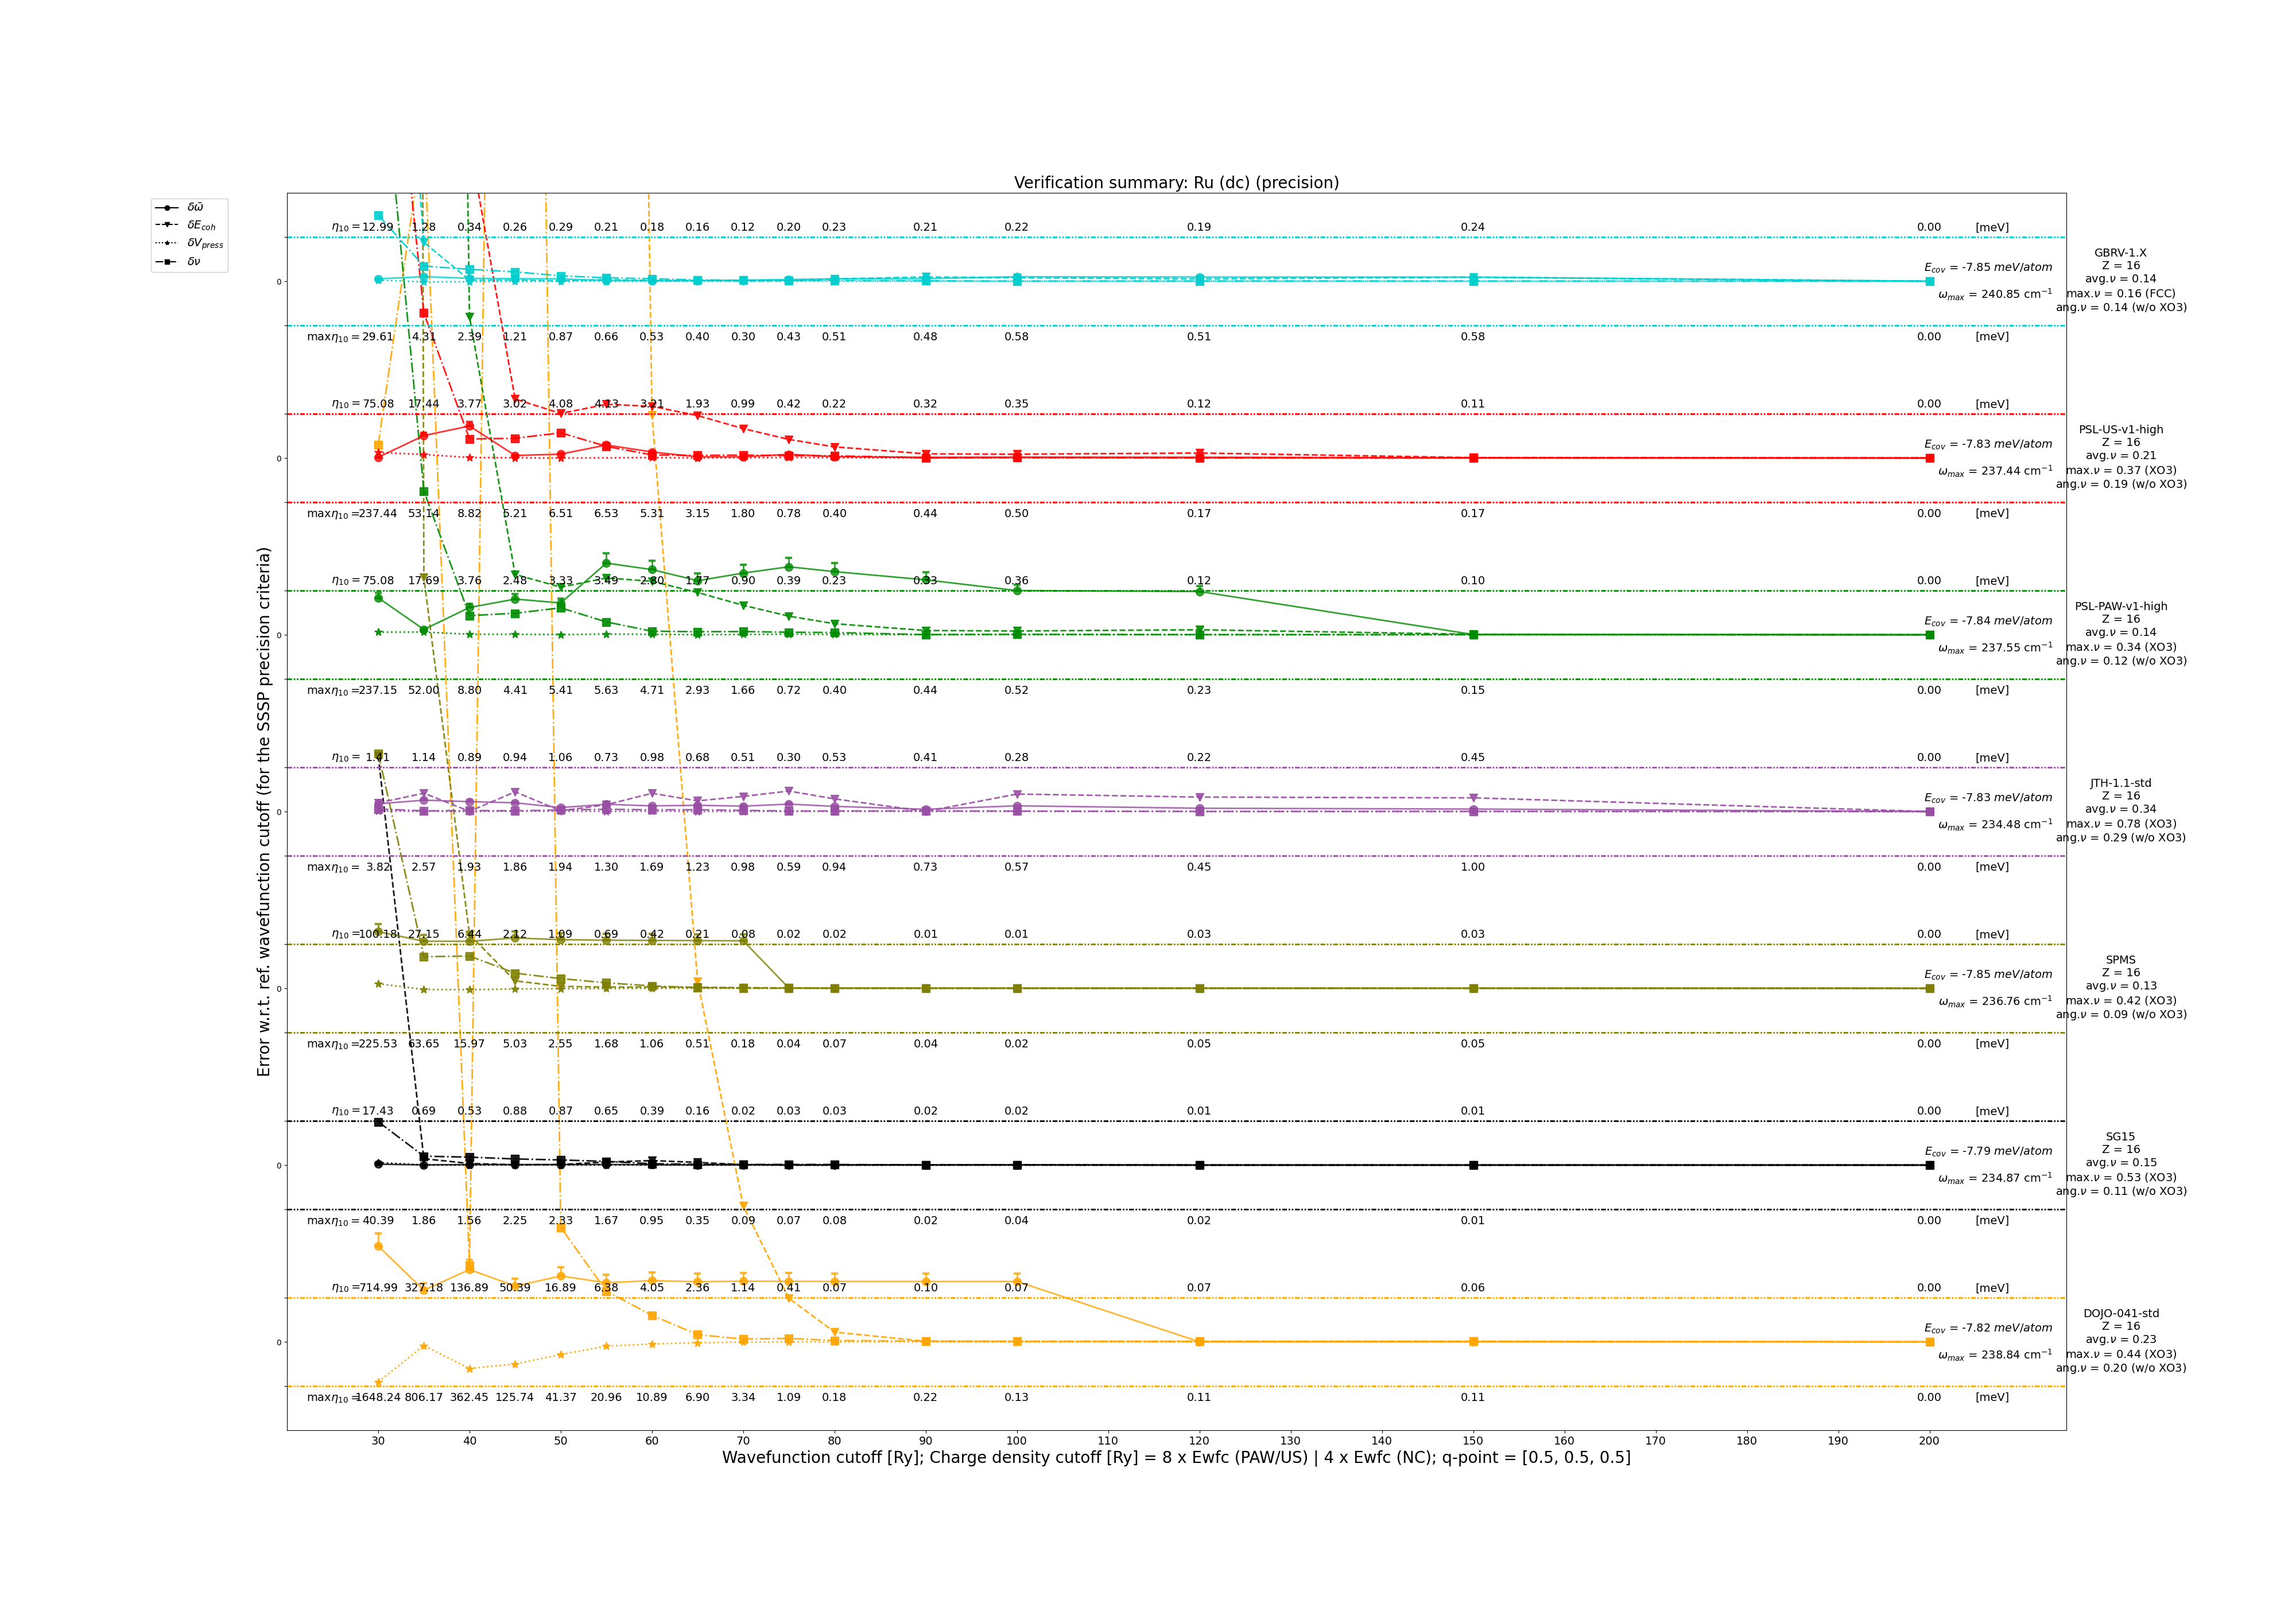 Verification summary: Ru (dc) (precision)
δω̄
δE_coh
δV_press
δν
Error w.r.t. ref. wavefunction cutoff (for the SSSP precision criteria)
η₁₀ = 12.99 1.28 0.34 0.26 0.29 0.21 0.18 0.16 0.12 0.20 0.23 0.21 0.22 0.19 0.24 0.00 [meV]
0
E_cov = -7.85 meV/atom
ω_max = 240.85 cm⁻¹
GBRV-1.X
Z = 16
avg.ν = 0.14
max.ν = 0.16 (FCC)
ang.ν = 0.14 (w/o XO3)
maxη₁₀ = 29.61 4.31 2.39 1.21 0.87 0.66 0.53 0.40 0.30 0.43 0.51 0.48 0.58 0.51 0.58 0.00 [meV]
η₁₀ = 75.08 17.44 3.77 3.02 4.08 4.13 3.21 1.93 0.99 0.42 0.22 0.32 0.35 0.12 0.11 0.00 [meV]
0
E_cov = -7.83 meV/atom
ω_max = 237.44 cm⁻¹
PSL-US-v1-high
Z = 16
avg.ν = 0.21
max.ν = 0.37 (XO3)
ang.ν = 0.19 (w/o XO3)
maxη₁₀ = 237.44 53.14 8.82 5.21 6.51 6.53 5.31 3.15 1.80 0.78 0.40 0.44 0.50 0.17 0.17 0.00 [meV]
η₁₀ = 75.08 17.69 3.76 2.48 3.33 3.49 2.80 1.77 0.90 0.39 0.23 0.33 0.36 0.12 0.10 0.00 [meV]
0
E_cov = -7.84 meV/atom
ω_max = 237.55 cm⁻¹
PSL-PAW-v1-high
Z = 16
avg.ν = 0.14
max.ν = 0.34 (XO3)
ang.ν = 0.12 (w/o XO3)
maxη₁₀ = 237.15 52.00 8.80 4.41 5.41 5.63 4.71 2.93 1.66 0.72 0.40 0.44 0.52 0.23 0.15 0.00 [meV]
η₁₀ = 1.41 1.14 0.89 0.94 1.06 0.73 0.98 0.68 0.51 0.30 0.53 0.41 0.28 0.22 0.45 0.00 [meV]
0
E_cov = -7.83 meV/atom
ω_max = 234.48 cm⁻¹
JTH-1.1-std
Z = 16
avg.ν = 0.34
max.ν = 0.78 (XO3)
ang.ν = 0.29 (w/o XO3)
maxη₁₀ = 3.82 2.57 1.93 1.86 1.94 1.30 1.69 1.23 0.98 0.59 0.94 0.73 0.57 0.45 1.00 0.00 [meV]
η₁₀ = 100.18 27.15 6.44 2.12 1.09 0.69 0.42 0.21 0.08 0.02 0.02 0.01 0.01 0.03 0.03 0.00 [meV]
0
E_cov = -7.85 meV/atom
ω_max = 236.76 cm⁻¹
SPMS
Z = 16
avg.ν = 0.13
max.ν = 0.42 (XO3)
ang.ν = 0.09 (w/o XO3)
maxη₁₀ = 225.53 63.65 15.97 5.03 2.55 1.68 1.06 0.51 0.18 0.04 0.07 0.04 0.02 0.05 0.05 0.00 [meV]
η₁₀ = 17.43 0.69 0.53 0.88 0.87 0.65 0.39 0.16 0.02 0.03 0.03 0.02 0.02 0.01 0.01 0.00 [meV]
0
E_cov = -7.79 meV/atom
ω_max = 234.87 cm⁻¹
SG15
Z = 16
avg.ν = 0.15
max.ν = 0.53 (XO3)
ang.ν = 0.11 (w/o XO3)
maxη₁₀ = 40.39 1.86 1.56 2.25 2.33 1.67 0.95 0.35 0.09 0.07 0.08 0.02 0.04 0.02 0.01 0.00 [meV]
η₁₀ = 714.99 327.18 136.89 50.39 16.89 6.38 4.05 2.36 1.14 0.41 0.07 0.10 0.07 0.07 0.06 0.00 [meV]
0
E_cov = -7.82 meV/atom
ω_max = 238.84 cm⁻¹
DOJO-041-std
Z = 16
avg.ν = 0.23
max.ν = 0.44 (XO3)
ang.ν = 0.20 (w/o XO3)
maxη₁₀ = 1648.24 806.17 362.45 125.74 41.37 20.96 10.89 6.90 3.34 1.09 0.18 0.22 0.13 0.11 0.11 0.00 [meV]
30 40 50 60 70 80 90 100 110 120 130 140 150 160 170 180 190 200
Wavefunction cutoff [Ry]; Charge density cutoff [Ry] = 8 x Ewfc (PAW/US) | 4 x Ewfc (NC); q-point = [0.5, 0.5, 0.5]